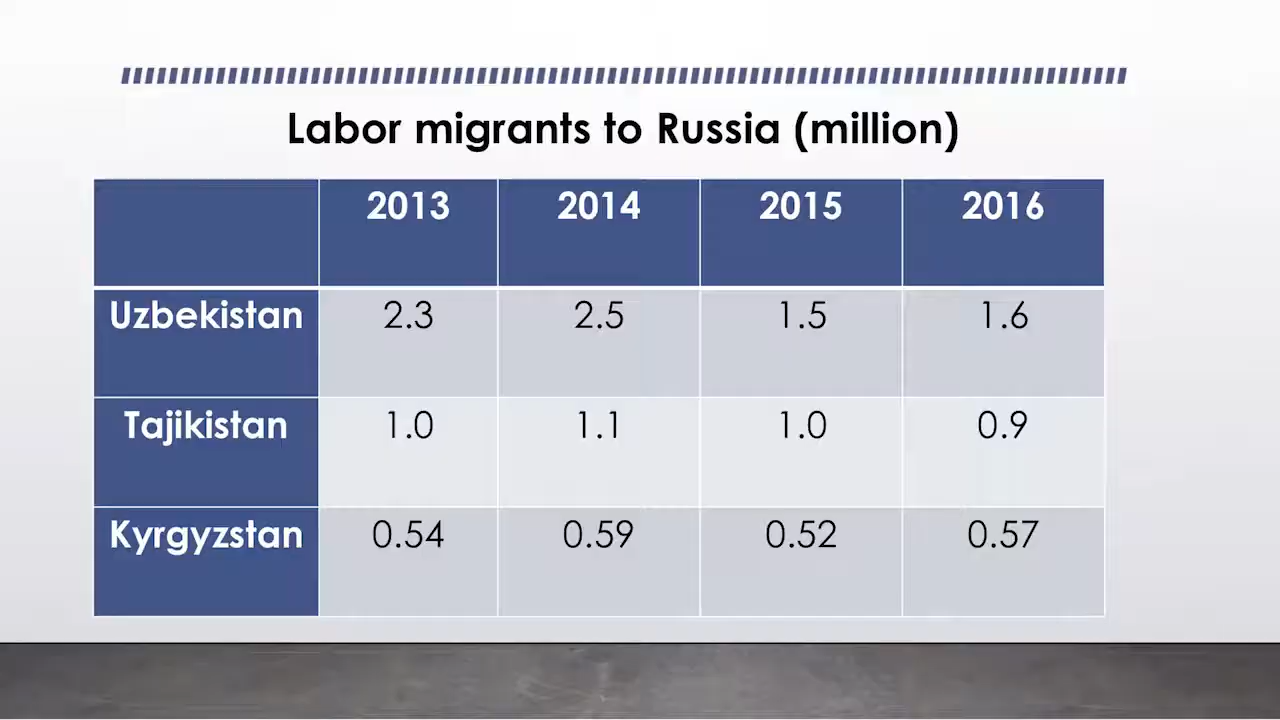 Labor migrants to Russia (million)
2013 2014 2015 2016
Uzbekistan 2.3 2.5 1.5 1.6
Tajikistan 1.0 1.1 1.0 0.9
Kyrgyzstan 0.54 0.59 0.52 0.57